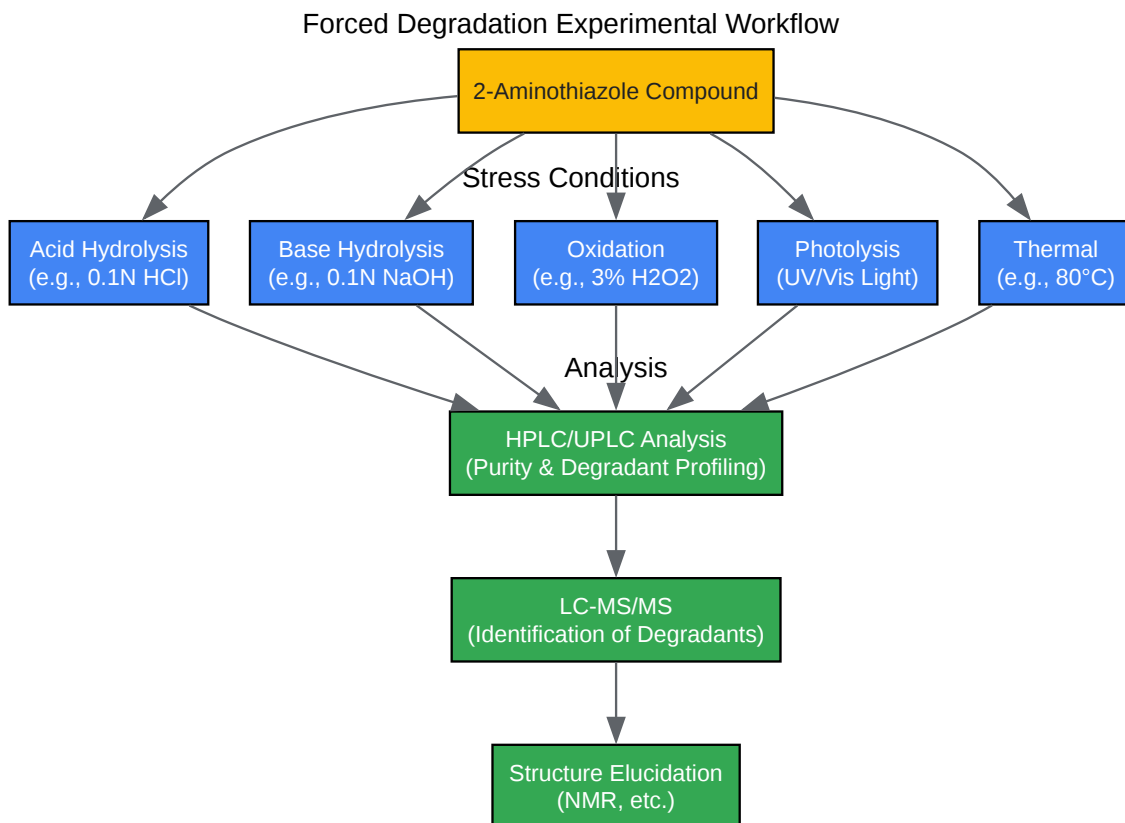 Forced Degradation Experimental Workflow
2-Aminothiazole Compound
Stress Conditions
Acid Hydrolysis
(e.g., 0.1N HCl)
Base Hydrolysis
(e.g., 0.1N NaOH)
Oxidation
(e.g., 3% H2O2)
Photolysis
(UV/Vis Light)
Thermal
(e.g., 80°C)
Analysis
HPLC/UPLC Analysis
(Purity & Degradant Profiling)
LC-MS/MS
(Identification of Degradants)
Structure Elucidation
(NMR, etc.)